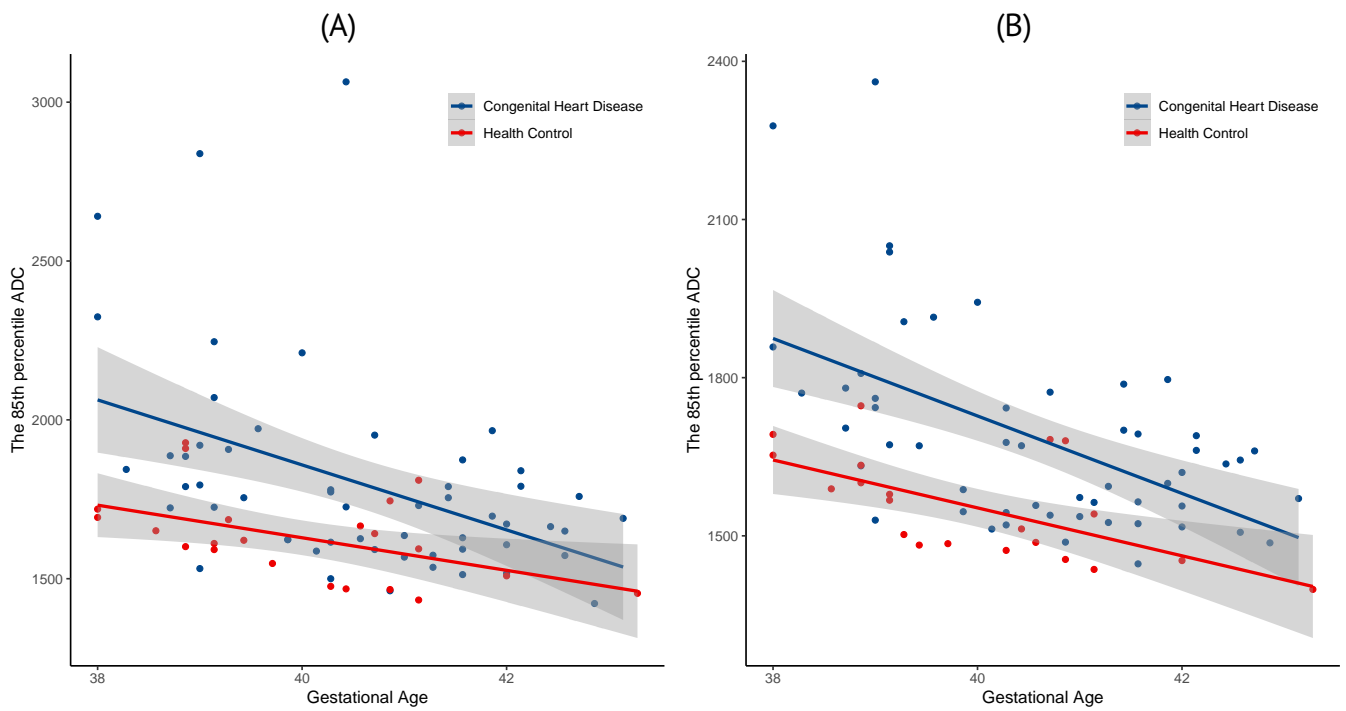 (A)
The 85th percentile ADC
3000
2500
2000
1500
Congenital Heart Disease
Health Control
38
40
42
Gestational Age
(B)
The 85th percentile ADC
2400
2100
1800
1500
Congenital Heart Disease
Health Control
38
40
42
Gestational Age